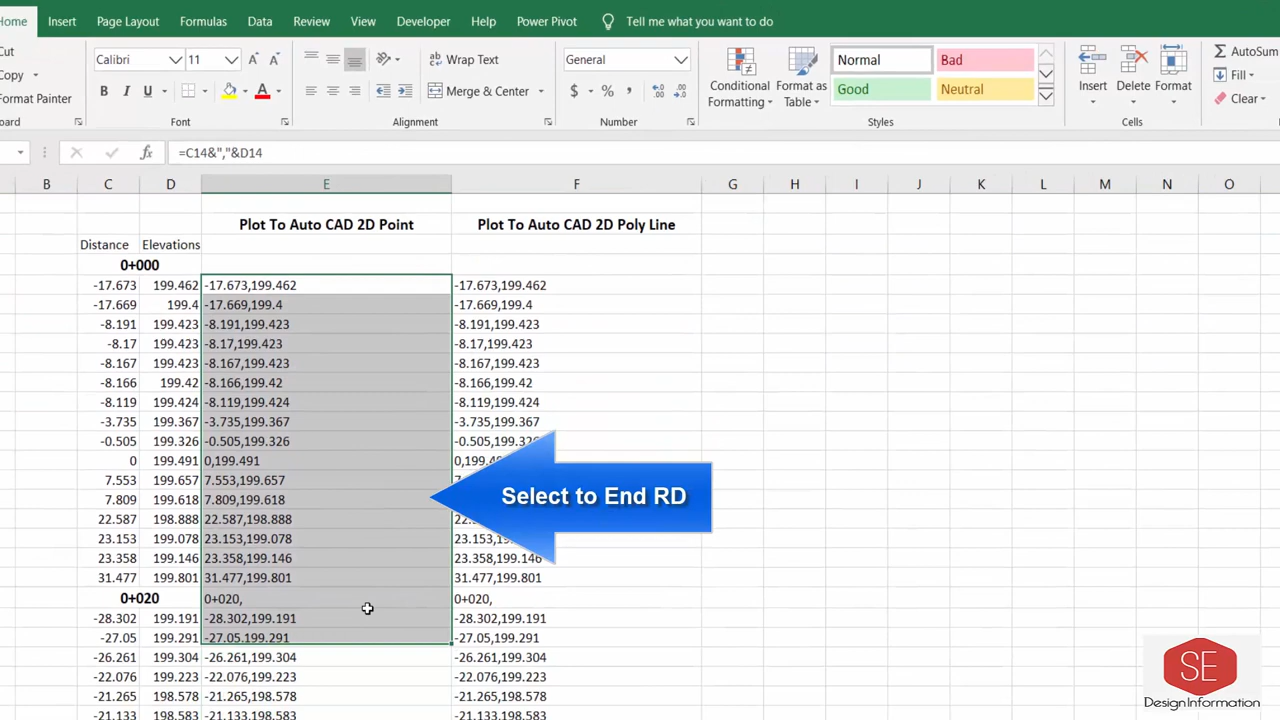 Home Insert Page Layout Formulas Data Review View Developer Help Power Pivot Tell me what you want to do
Cut
Copy
Format Painter
Calibri 11
B I U
Font
Wrap Text
Merge & Center
Alignment
General
$ % ,
Number
Conditional Formatting
Format as Table
Normal Bad
Good Neutral
Styles
Insert Delete Format
Cells
AutoSum
Fill
Clear
fx =C14&","&D14
B C D E F G H I J K L M N O
Plot To Auto CAD 2D Point Plot To Auto CAD 2D Poly Line
Distance Elevations
0+000
-17.673 199.462 -17.673,199.462 -17.673,199.462
-17.669 199.4 -17.669,199.4 -17.669,199.4
-8.191 199.423 -8.191,199.423 -8.191,199.423
-8.17 199.423 -8.17,199.423 -8.17,199.423
-8.167 199.423 -8.167,199.423 -8.167,199.423
-8.166 199.42 -8.166,199.42 -8.166,199.42
-8.119 199.424 -8.119,199.424 -8.119,199.424
-3.735 199.367 -3.735,199.367 -3.735,199.367
-0.505 199.326 -0.505,199.326 -0.505,199.326
0 199.491 0,199.491
7.553 199.657 7.553,199.657
7.809 199.618 7.809,199.618
Select to End RD
22.587 198.888 22.587,198.888
23.153 199.078 23.153,199.078 23.153,199.078
23.358 199.146 23.358,199.146 23.358,199.146
31.477 199.801 31.477,199.801 31.477,199.801
0+020 0+020, 0+020,
-28.302 199.191 -28.302,199.191 -28.302,199.191
-27.05 199.291 -27.05,199.291 -27.05,199.291
-26.261 199.304 -26.261,199.304 -26.261,199.304
-22.076 199.223 -22.076,199.223 -22.076,199.223
-21.265 198.578 -21.265,198.578 -21.265,198.578
-21.133 198.583 -21.133,198.583 -21.133,198.583
SE
Design Information